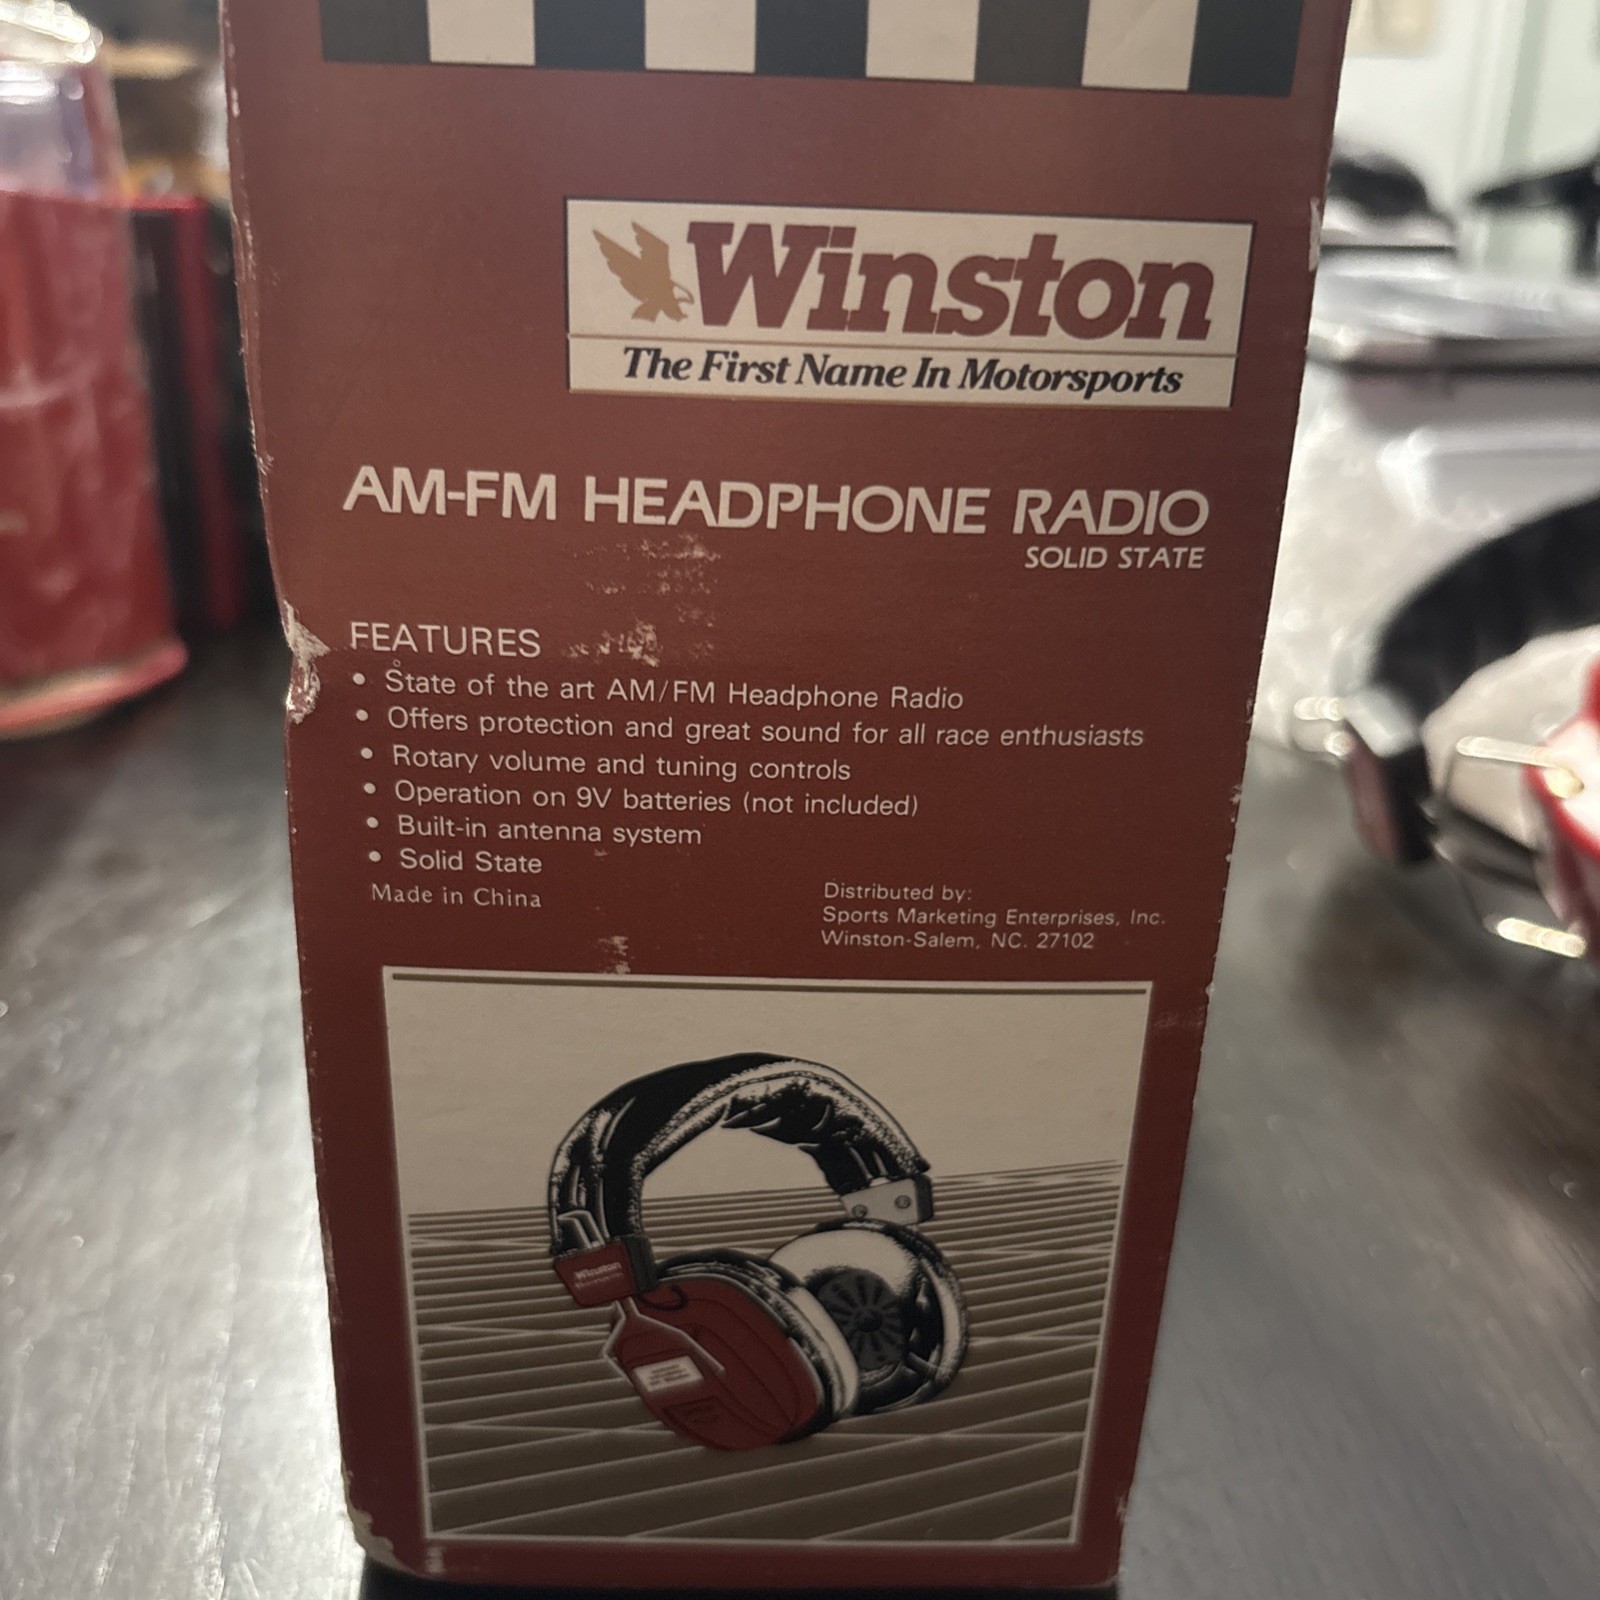 Winston
The First Name In Motorsports
AM-FM HEADPHONE RADIO
SOLID STATE
FEATURES
• State of the art AM/FM Headphone Radio
• Offers protection and great sound for all race enthusiasts
• Rotary volume and tuning controls
• Operation on 9V batteries (not included)
• Built-in antenna system
• Solid State
Made in China
Distributed by:
Sports Marketing Enterprises, Inc.
Winston-Salem, NC. 27102
Winston